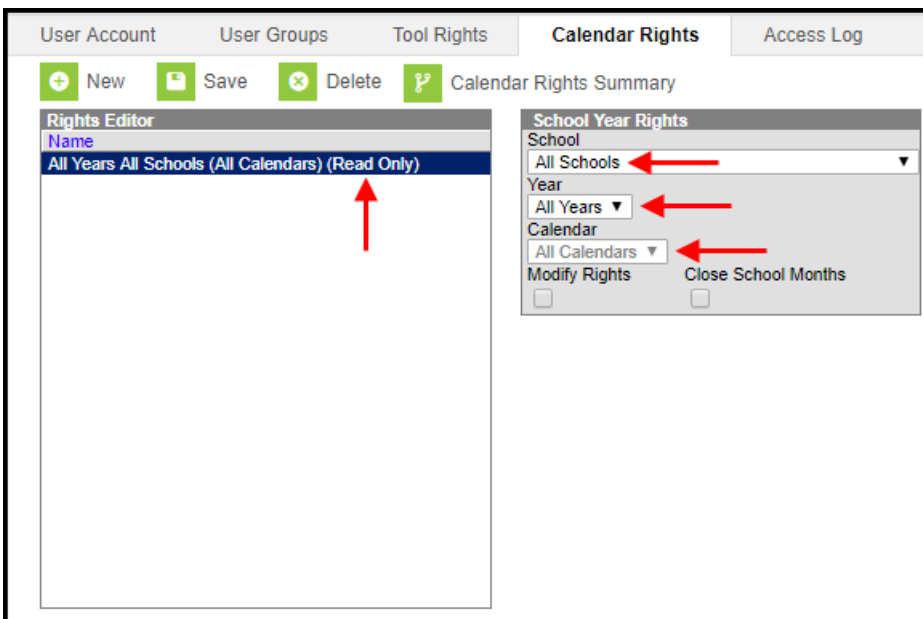 User Account User Groups Tool Rights Calendar Rights Access Log
New Save Delete Calendar Rights Summary
Rights Editor
Name
All Years All Schools (All Calendars) (Read Only)
School Year Rights
School
All Schools
Year
All Years
Calendar
All Calendars
Modify Rights Close School Months